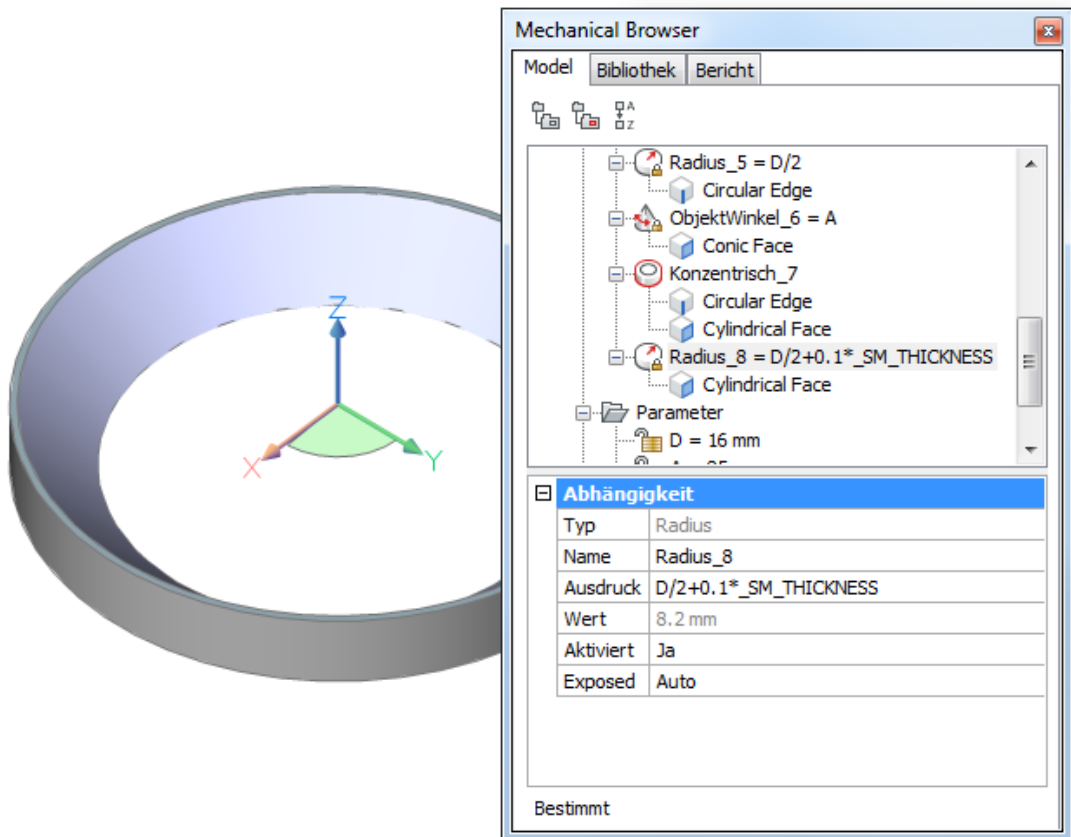 Mechanical Browser
Model Bibliothek Bericht
Radius_5 = D/2
Circular Edge
ObjektWinkel_6 = A
Conic Face
Konzentrisch_7
Circular Edge
Cylindrical Face
Radius_8 = D/2+0.1*_SM_THICKNESS
Cylindrical Face
Parameter
D = 16 mm
Abhängigkeit
Typ Radius
Name Radius_8
Ausdruck D/2+0.1*_SM_THICKNESS
Wert 8.2 mm
Aktiviert Ja
Exposed Auto
Bestimmt
Z
X
Y